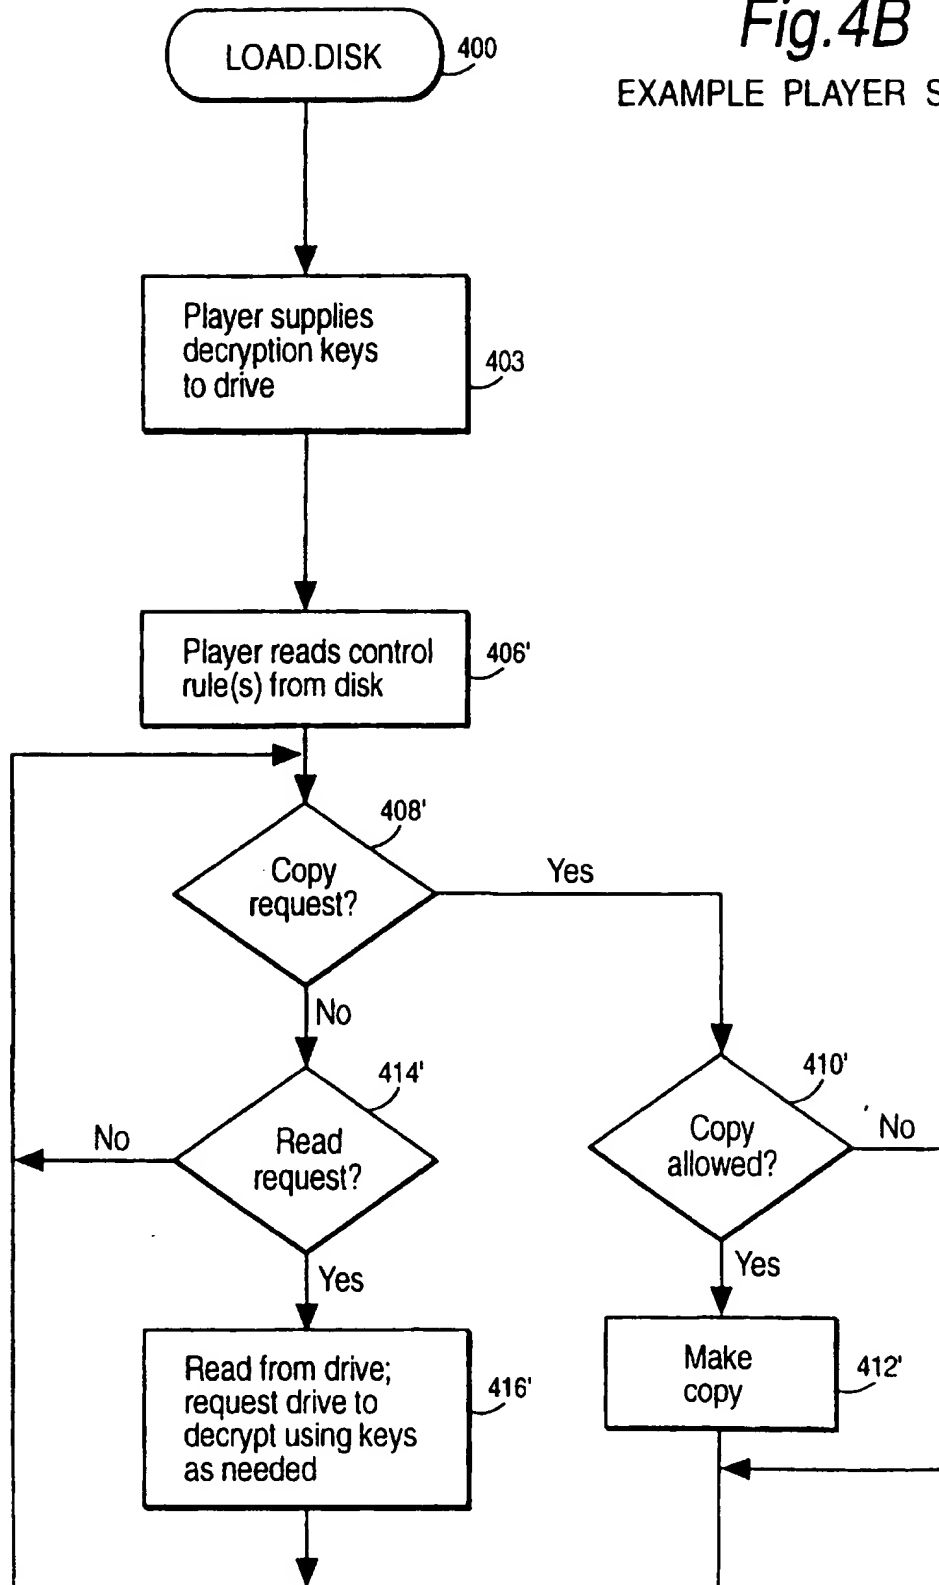 Fig.4B
EXAMPLE PLAYER S
LOAD.DISK
400
Player supplies
decryption keys
to drive
403
Player reads control
rule(s) from disk
406'
408'
Copy
request?
Yes
No
414'
410'
No
Read
request?
Copy
allowed?
No
Yes
Yes
Read from drive;
request drive to
decrypt using keys
as needed
416'
Make
copy
412'